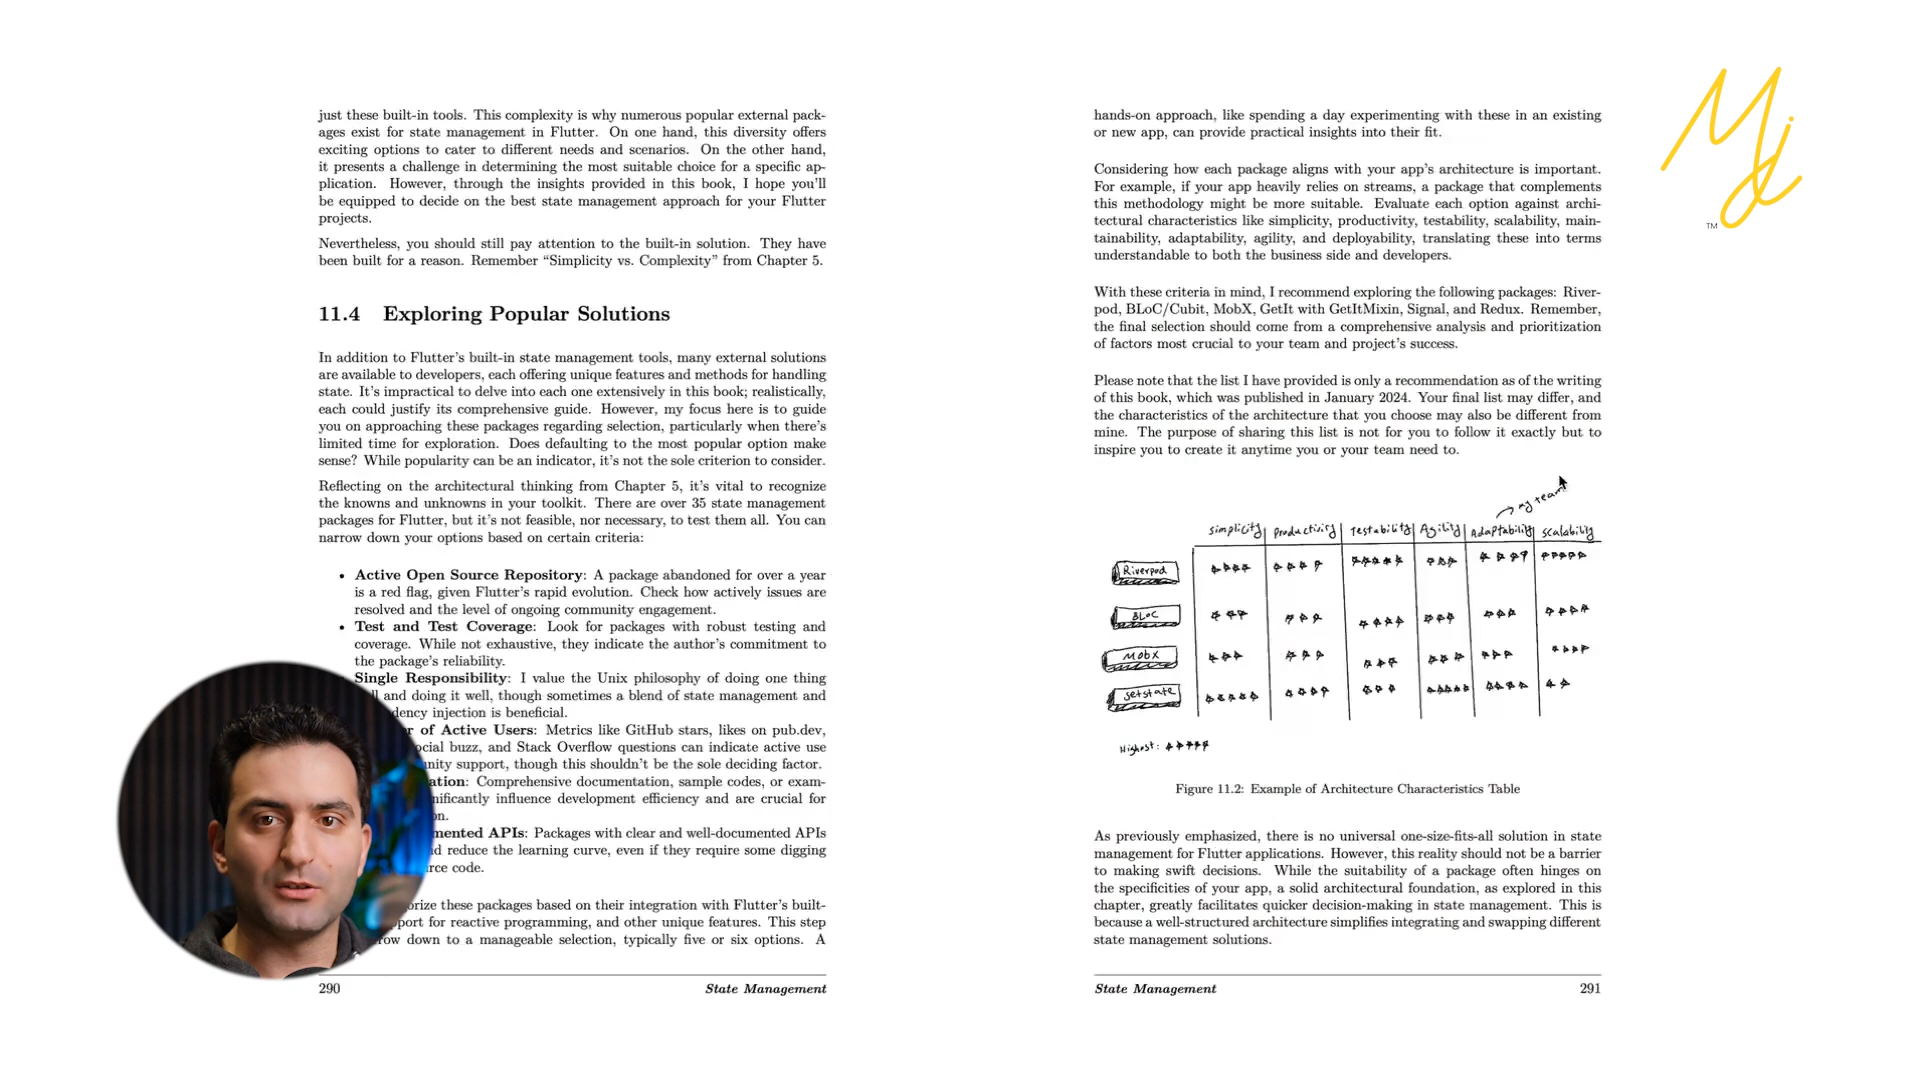 just these built-in tools. This complexity is why numerous popular external pack-
ages exist for state management in Flutter. On one hand, this diversity offers
exciting options to cater to different needs and scenarios. On the other hand,
it presents a challenge in determining the most suitable choice for a specific ap-
plication. However, through the insights provided in this book, I hope you'll
be equipped to decide on the best state management approach for your Flutter
projects.
Nevertheless, you should still pay attention to the built-in solution. They have
been built for a reason. Remember “Simplicity vs. Complexity” from Chapter 5.
11.4 Exploring Popular Solutions
In addition to Flutter's built-in state management tools, many external solutions
are available to developers, each offering unique features and methods for handling
state. It's impractical to delve into each one extensively in this book; realistically,
each could justify its comprehensive guide. However, my focus here is to guide
you on approaching these packages regarding selection, particularly when there's
limited time for exploration. Does defaulting to the most popular option make
sense? While popularity can be an indicator, it's not the sole criterion to consider.
Reflecting on the architectural thinking from Chapter 5, it's vital to recognize
the knowns and unknowns in your toolkit. There are over 35 state management
packages for Flutter, but it's not feasible, nor necessary, to test them all. You can
narrow down your options based on certain criteria:
• Active Open Source Repository: A package abandoned for over a year
is a red flag, given Flutter's rapid evolution. Check how actively issues are
resolved and the level of ongoing community engagement.
• Test and Test Coverage: Look for packages with robust testing and
coverage. While not exhaustive, they indicate the author's commitment to
the package's reliability.
Single Responsibility: I value the Unix philosophy of doing one thing
and doing it well, though sometimes a blend of state management and
dency injection is beneficial.
of Active Users: Metrics like GitHub stars, likes on pub.dev,
ocial buzz, and Stack Overflow questions can indicate active use
nity support, though this shouldn't be the sole deciding factor.
ation: Comprehensive documentation, sample codes, or exam-
nificantly influence development efficiency and are crucial for
on.
mented APIs: Packages with clear and well-documented APIs
reduce the learning curve, even if they require some digging
rce code.
orize these packages based on their integration with Flutter's built-
port for reactive programming, and other unique features. This step
row down to a manageable selection, typically five or six options. A
290 State Management
hands-on approach, like spending a day experimenting with these in an existing
or new app, can provide practical insights into their fit.
Considering how each package aligns with your app's architecture is important.
For example, if your app heavily relies on streams, a package that complements
this methodology might be more suitable. Evaluate each option against archi-
tectural characteristics like simplicity, productivity, testability, scalability, main-
tainability, adaptability, agility, and deployability, translating these into terms
understandable to both the business side and developers.
With these criteria in mind, I recommend exploring the following packages: River-
pod, BLoC/Cubit, MobX, GetIt with GetItMixin, Signal, and Redux. Remember,
the final selection should come from a comprehensive analysis and prioritization
of factors most crucial to your team and project's success.
Please note that the list I have provided is only a recommendation as of the writing
of this book, which was published in January 2024. Your final list may differ, and
the characteristics of the architecture that you choose may also be different from
mine. The purpose of sharing this list is not for you to follow it exactly but to
inspire you to create it anytime you or your team need to.
my team
Simplicity Productivity Testability Agility Adaptability Scalability
Riverpod
BLoC
MobX
setstate
Highest:
Figure 11.2: Example of Architecture Characteristics Table
As previously emphasized, there is no universal one-size-fits-all solution in state
management for Flutter applications. However, this reality should not be a barrier
to making swift decisions. While the suitability of a package often hinges on
the specificities of your app, a solid architectural foundation, as explored in this
chapter, greatly facilitates quicker decision-making in state management. This is
because a well-structured architecture simplifies integrating and swapping different
state management solutions.
State Management 291
TM